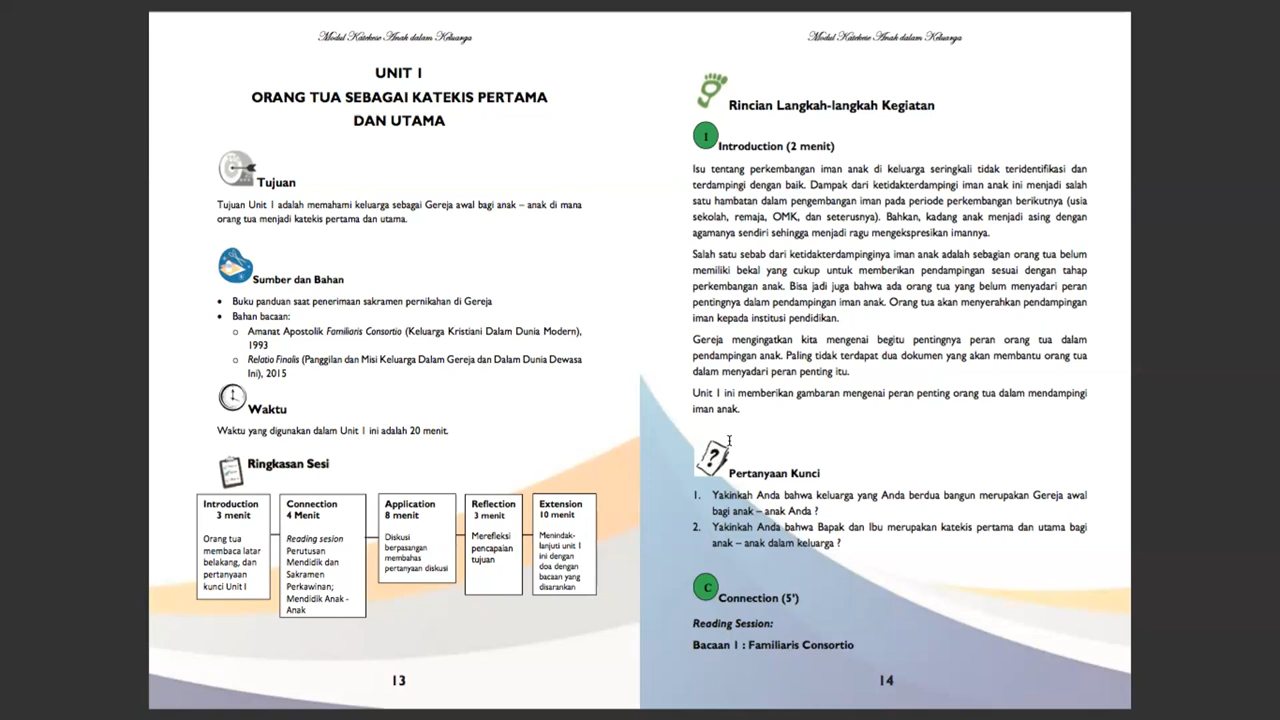 Modul Katekese Anak dalam Keluarga
UNIT 1
ORANG TUA SEBAGAI KATEKIS PERTAMA
DAN UTAMA
Tujuan
Tujuan Unit 1 adalah memahami keluarga sebagai Gereja awal bagi anak – anak di mana
orang tua menjadi katekis pertama dan utama.
Sumber dan Bahan
• Buku panduan saat penerimaan sakramen pernikahan di Gereja
• Bahan bacaan:
o Amanat Apostolik Familiaris Consortio (Keluarga Kristiani Dalam Dunia Modern),
1993
o Relatio Finalis (Panggilan dan Misi Keluarga Dalam Gereja dan Dalam Dunia Dewasa
Ini), 2015
Waktu
Waktu yang digunakan dalam Unit 1 ini adalah 20 menit.
Ringkasan Sesi
Introduction
3 menit
Orang tua
membaca latar
belakang, dan
pertanyaan
kunci Unit 1
Connection
4 Menit
Reading sesion
Perutusan
Mendidik dan
Sakramen
Perkawinan;
Mendidik Anak -
Anak
Application
8 menit
Diskusi
berpasangan
membahas
pertanyaan diskusi
Reflection
3 menit
Merefleksi
pencapaian
tujuan
Extension
10 menit
Menindak-
lanjuti unit 1
ini dengan
doa dengan
bacaan yang
disarankan
13
Modul Katekese Anak dalam Keluarga
Rincian Langkah-langkah Kegiatan
I
Introduction (2 menit)
Isu tentang perkembangan iman anak di keluarga seringkali tidak teridentifikasi dan
terdampingi dengan baik. Dampak dari ketidakterdampingi iman anak ini menjadi salah
satu hambatan dalam pengembangan iman pada periode perkembangan berikutnya (usia
sekolah, remaja, OMK, dan seterusnya). Bahkan, kadang anak menjadi asing dengan
agamanya sendiri sehingga menjadi ragu mengekspresikan imannya.
Salah satu sebab dari ketidakterdampinginya iman anak adalah sebagian orang tua belum
memiliki bekal yang cukup untuk memberikan pendampingan sesuai dengan tahap
perkembangan anak. Bisa jadi juga bahwa ada orang tua yang belum menyadari peran
pentingnya dalam pendampingan iman anak. Orang tua akan menyerahkan pendampingan
iman kepada institusi pendidikan.
Gereja mengingatkan kita mengenai begitu pentingnya peran orang tua dalam
pendampingan anak. Paling tidak terdapat dua dokumen yang akan membantu orang tua
dalam menyadari peran penting itu.
Unit 1 ini memberikan gambaran mengenai peran penting orang tua dalam mendampingi
iman anak.
?
Pertanyaan Kunci
1. Yakinkah Anda bahwa keluarga yang Anda berdua bangun merupakan Gereja awal
bagi anak – anak Anda ?
2. Yakinkah Anda bahwa Bapak dan Ibu merupakan katekis pertama dan utama bagi
anak – anak dalam keluarga ?
C
Connection (5')
Reading Session:
Bacaan 1 : Familiaris Consortio
14